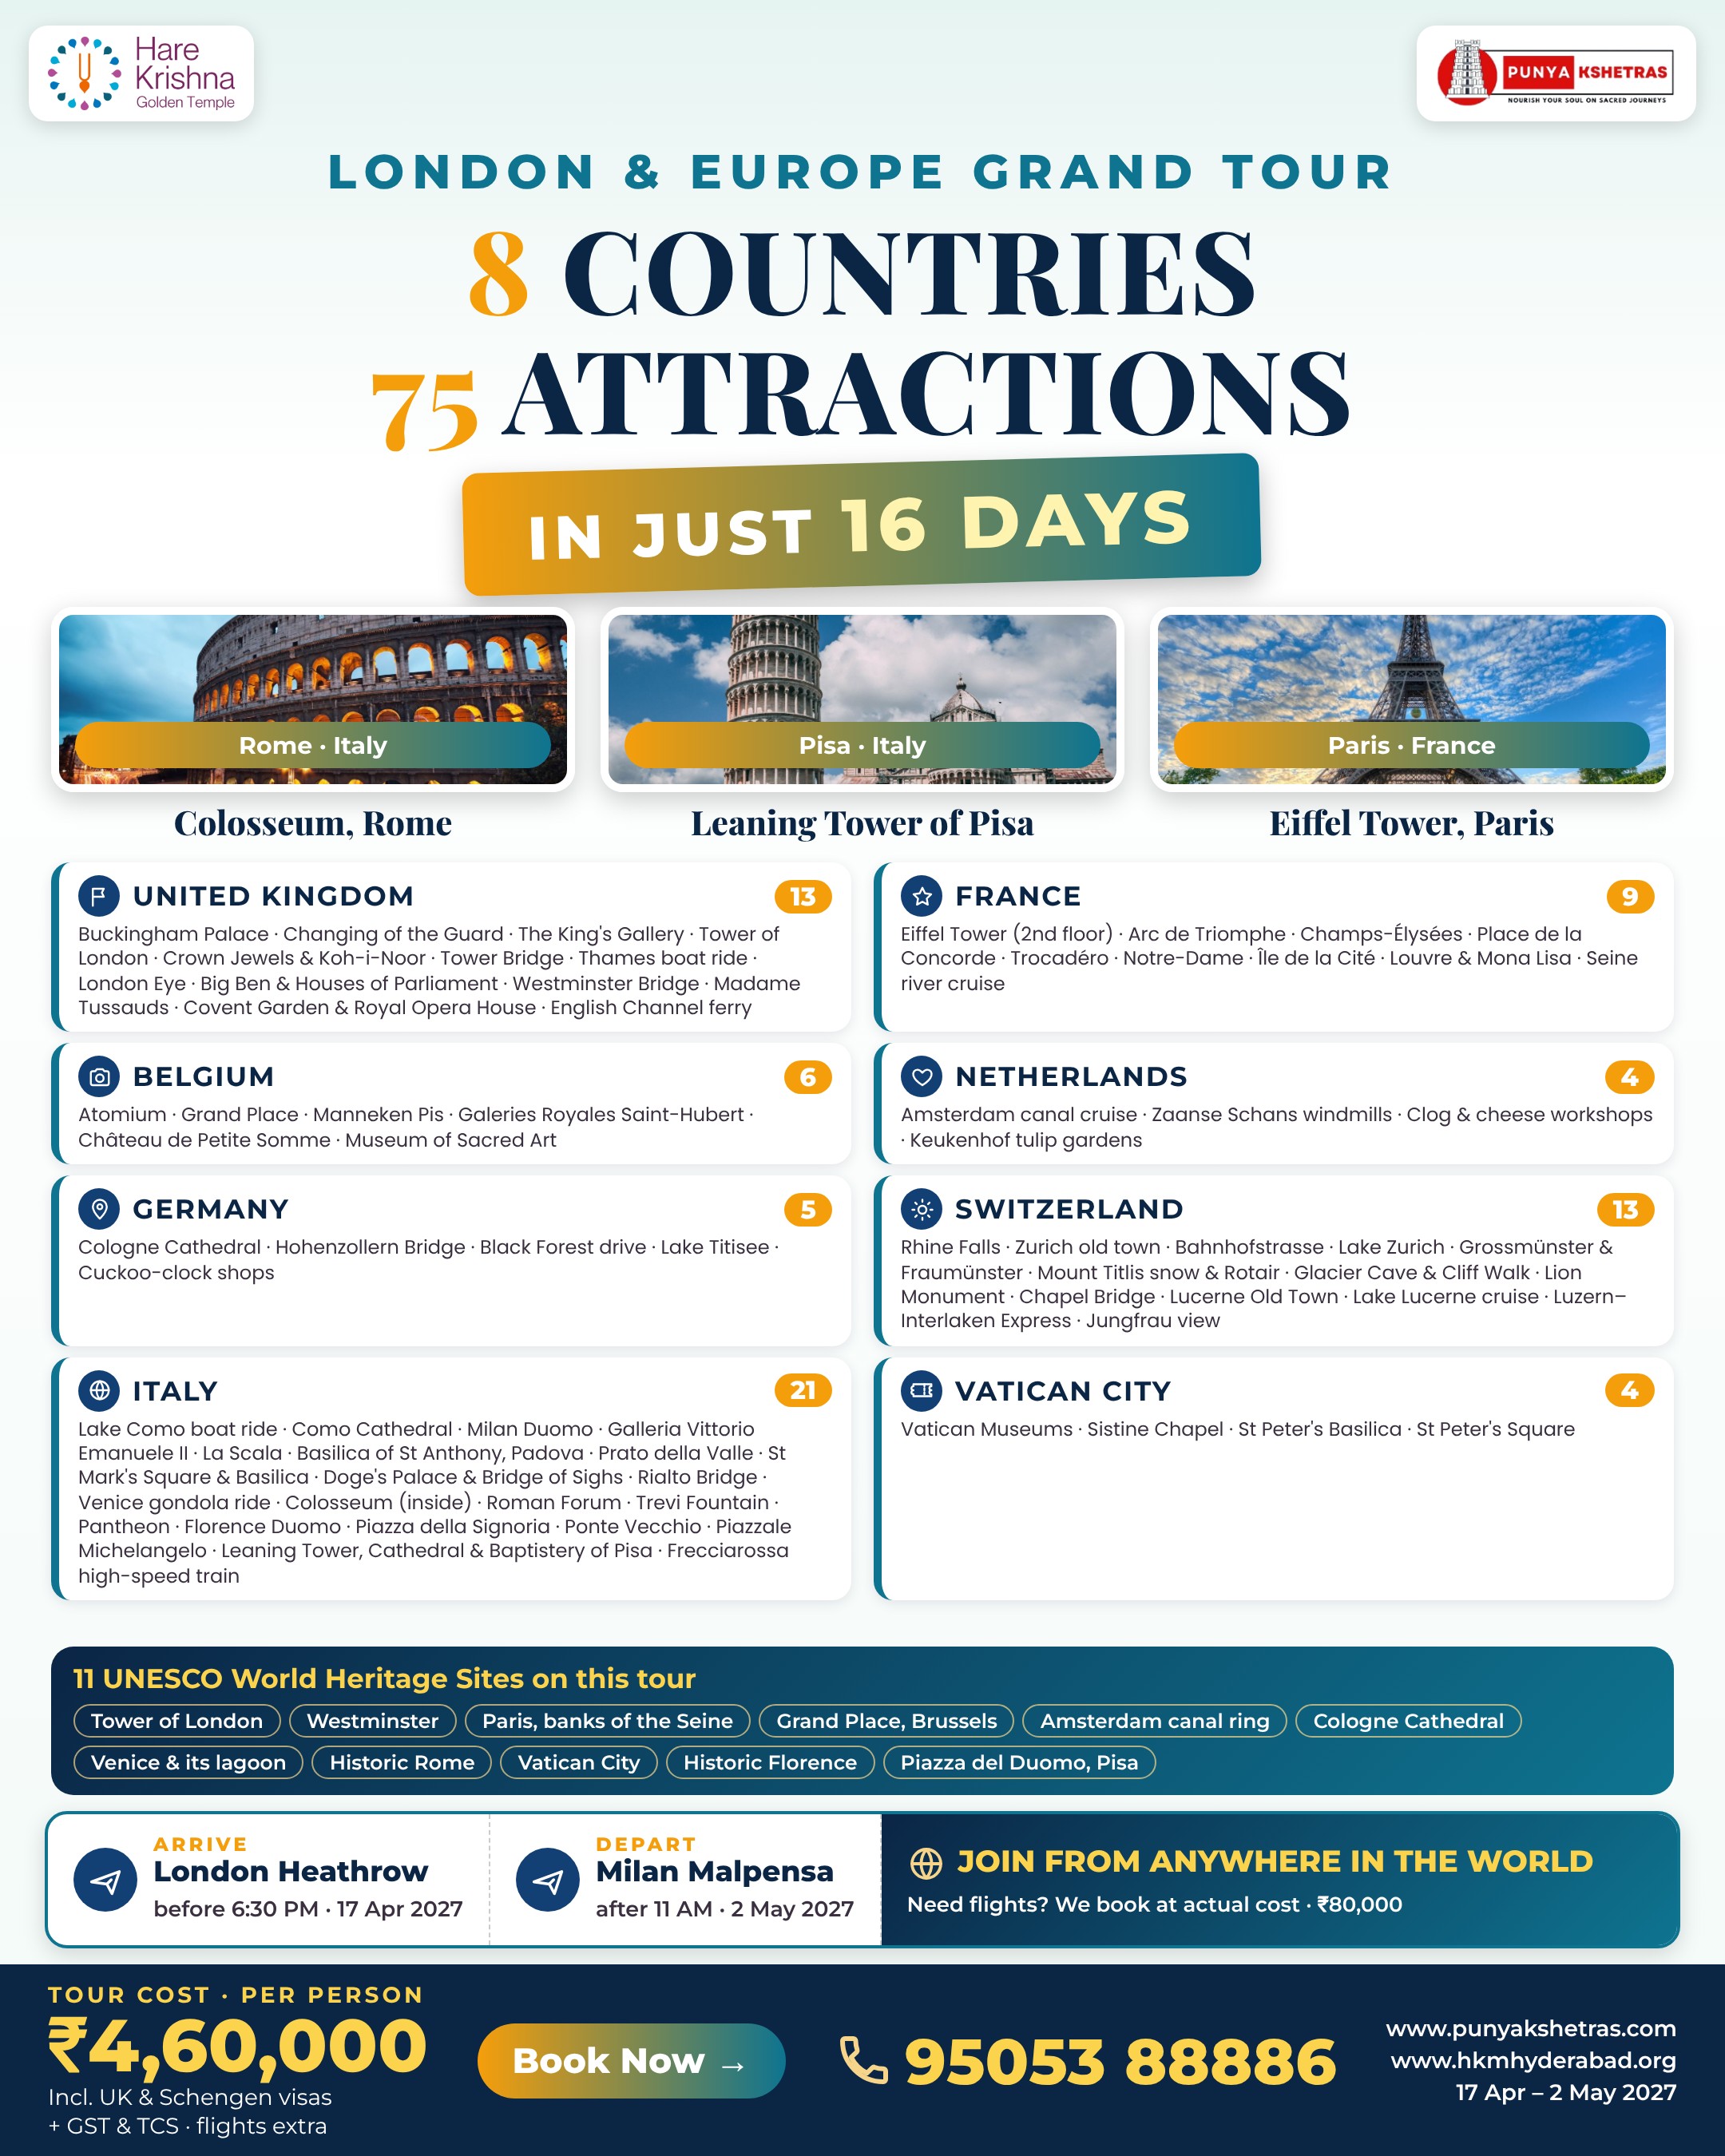 Hare
Krishna
Golden Temple
PUNYA KSHETRAS
NOURISH YOUR SOUL ON SACRED JOURNEYS
LONDON & EUROPE GRAND TOUR
8 COUNTRIES
75 ATTRACTIONS
IN JUST 16 DAYS
Rome · Italy
Pisa · Italy
Paris · France
Colosseum, Rome
Leaning Tower of Pisa
Eiffel Tower, Paris
UNITED KINGDOM 13
Buckingham Palace · Changing of the Guard · The King's Gallery · Tower of
London · Crown Jewels & Koh-i-Noor · Tower Bridge · Thames boat ride ·
London Eye · Big Ben & Houses of Parliament · Westminster Bridge · Madame
Tussauds · Covent Garden & Royal Opera House · English Channel ferry
FRANCE 9
Eiffel Tower (2nd floor) · Arc de Triomphe · Champs-Élysées · Place de la
Concorde · Trocadéro · Notre-Dame · Île de la Cité · Louvre & Mona Lisa · Seine
river cruise
BELGIUM 6
Atomium · Grand Place · Manneken Pis · Galeries Royales Saint-Hubert ·
Château de Petite Somme · Museum of Sacred Art
NETHERLANDS 4
Amsterdam canal cruise · Zaanse Schans windmills · Clog & cheese workshops
· Keukenhof tulip gardens
GERMANY 5
Cologne Cathedral · Hohenzollern Bridge · Black Forest drive · Lake Titisee ·
Cuckoo-clock shops
SWITZERLAND 13
Rhine Falls · Zurich old town · Bahnhofstrasse · Lake Zurich · Grossmünster &
Fraumünster · Mount Titlis snow & Rotair · Glacier Cave & Cliff Walk · Lion
Monument · Chapel Bridge · Lucerne Old Town · Lake Lucerne cruise · Luzern–
Interlaken Express · Jungfrau view
ITALY 21
Lake Como boat ride · Como Cathedral · Milan Duomo · Galleria Vittorio
Emanuele II · La Scala · Basilica of St Anthony, Padova · Prato della Valle · St
Mark's Square & Basilica · Doge's Palace & Bridge of Sighs · Rialto Bridge ·
Venice gondola ride · Colosseum (inside) · Roman Forum · Trevi Fountain ·
Pantheon · Florence Duomo · Piazza della Signoria · Ponte Vecchio · Piazzale
Michelangelo · Leaning Tower, Cathedral & Baptistery of Pisa · Frecciarossa
high-speed train
VATICAN CITY 4
Vatican Museums · Sistine Chapel · St Peter's Basilica · St Peter's Square
11 UNESCO World Heritage Sites on this tour
Tower of London Westminster Paris, banks of the Seine Grand Place, Brussels Amsterdam canal ring Cologne Cathedral
Venice & its lagoon Historic Rome Vatican City Historic Florence Piazza del Duomo, Pisa
ARRIVE
London Heathrow
before 6:30 PM · 17 Apr 2027
DEPART
Milan Malpensa
after 11 AM · 2 May 2027
JOIN FROM ANYWHERE IN THE WORLD
Need flights? We book at actual cost · ₹80,000
TOUR COST · PER PERSON
₹4,60,000
Incl. UK & Schengen visas
+ GST & TCS · flights extra
Book Now →
95053 88886
www.punyakshetras.com
www.hkmhyderabad.org
17 Apr – 2 May 2027